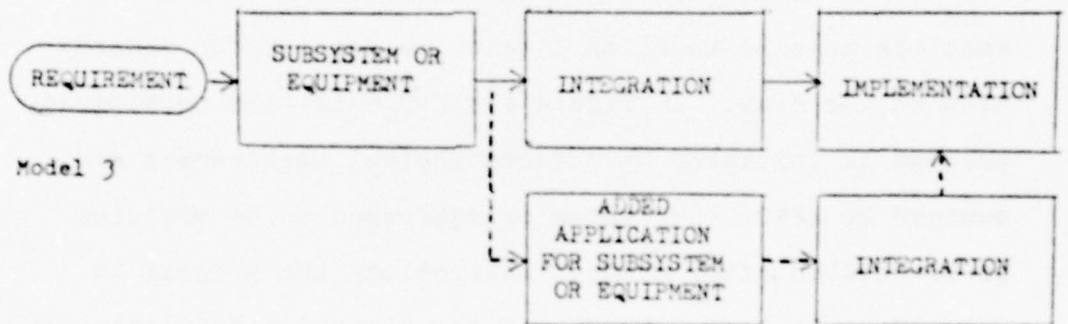 REQUIREMENT
SUBSYSTEM OR
EQUIPMENT
INTEGRATION
IMPLEMENTATION
Model 3
ADDED
APPLICATION
FOR SUBSYSTEM
OR EQUIPMENT
INTEGRATION